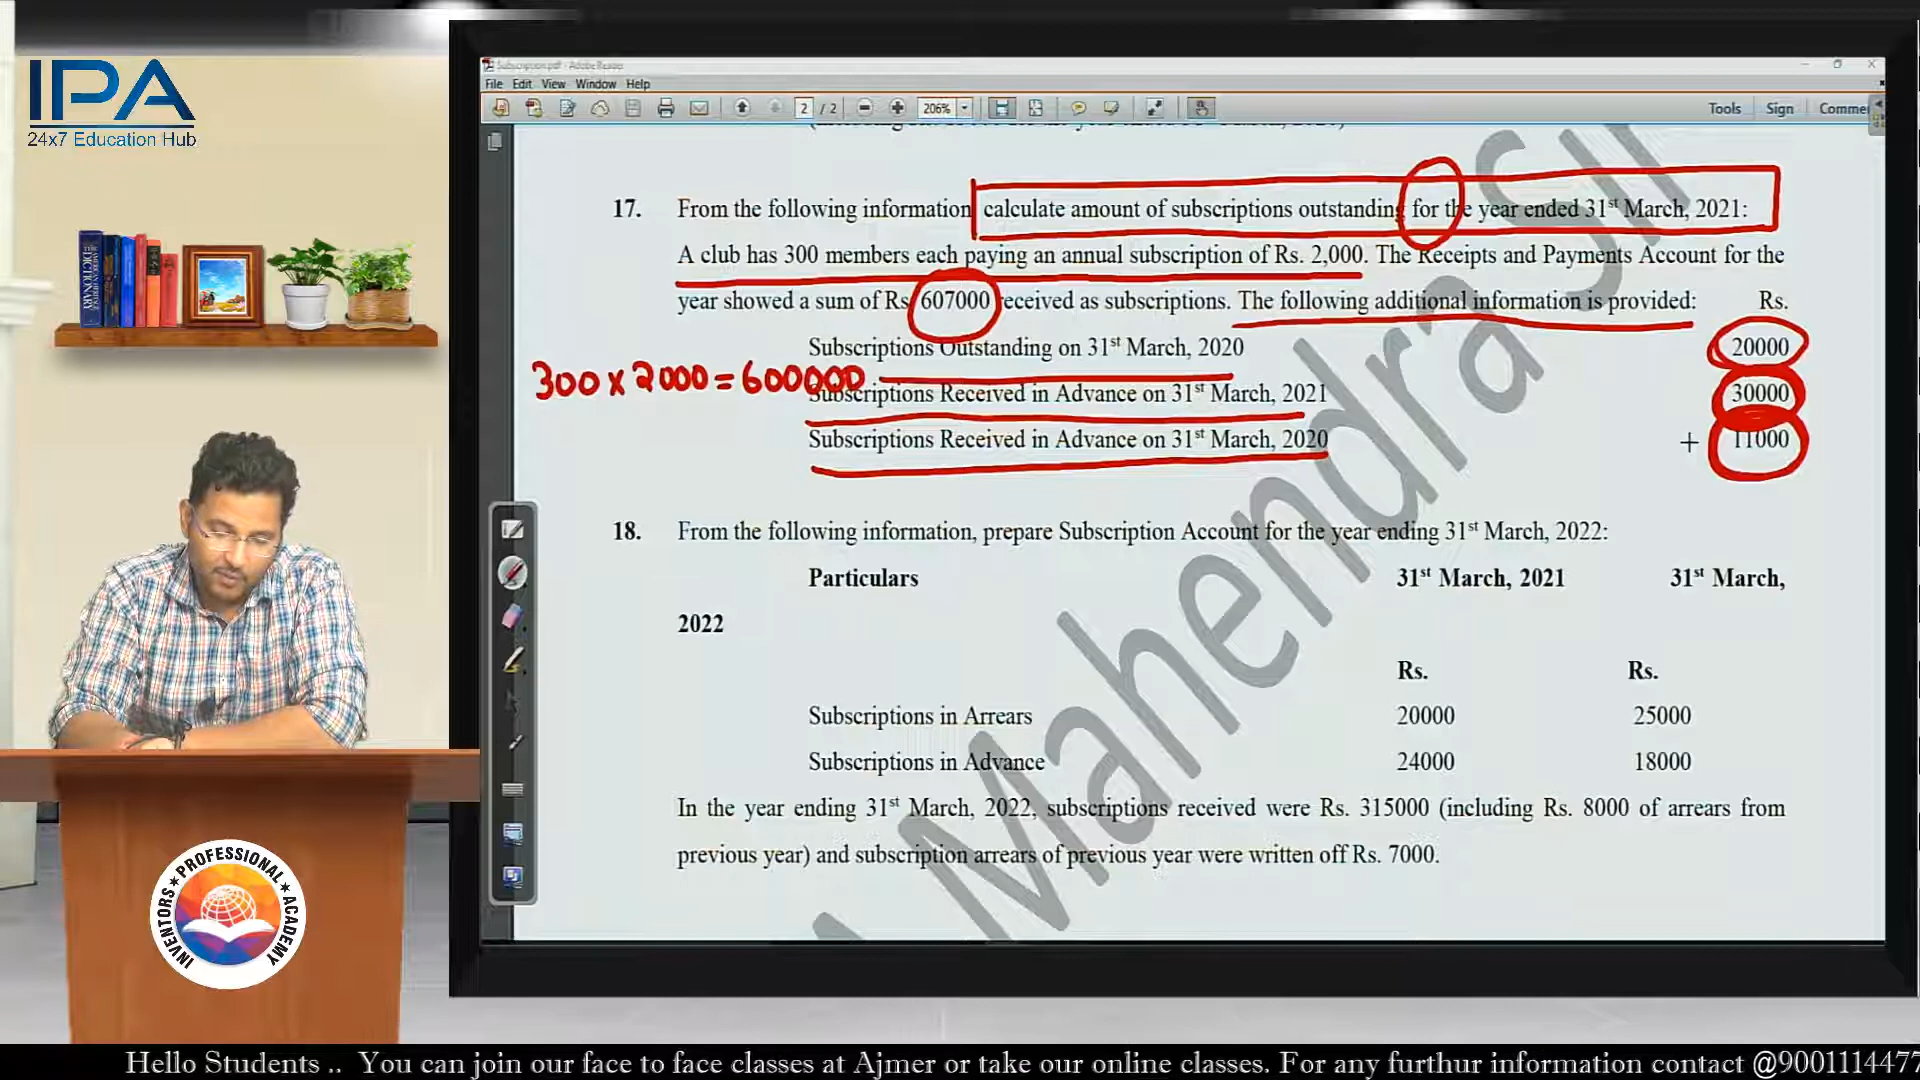 IPA
24x7 Education Hub
Subscription.pdf - Adobe Reader
File Edit View Window Help
2 / 2 206% Tools Sign Comme
17. From the following information calculate amount of subscriptions outstanding for the year ended 31st March, 2021:
A club has 300 members each paying an annual subscription of Rs. 2,000. The Receipts and Payments Account for the
year showed a sum of Rs 607000 received as subscriptions. The following additional information is provided: Rs.
Subscriptions Outstanding on 31st March, 2020 20000
300 x 2000 = 600000
Subscriptions Received in Advance on 31st March, 2021 30000
Subscriptions Received in Advance on 31st March, 2020 + 11000
18. From the following information, prepare Subscription Account for the year ending 31st March, 2022:
Particulars 31st March, 2021 31st March,
2022
Rs. Rs.
Subscriptions in Arrears 20000 25000
Subscriptions in Advance 24000 18000
In the year ending 31st March, 2022, subscriptions received were Rs. 315000 (including Rs. 8000 of arrears from
previous year) and subscription arrears of previous year were written off Rs. 7000.
Mahendra Sir
THE DICTIONARY
INVENTORS PROFESSIONAL ACADEMY
Hello Students .. You can join our face to face classes at Ajmer or take our online classes. For any furthur information contact @9001114477